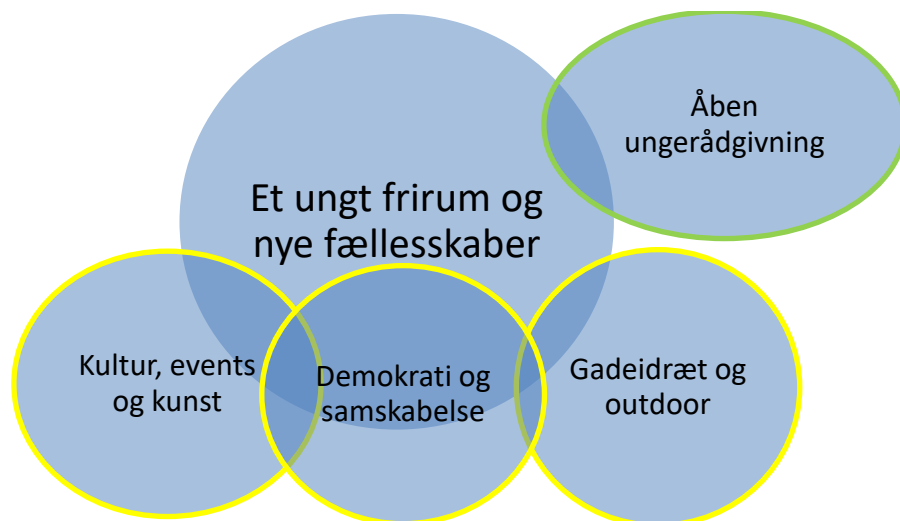 Åben
ungerådgivning
Et ungt frirum og
nye fællesskaber
Kultur, events
og kunst
Demokrati og
samskabelse
Gadeidræt og
outdoor